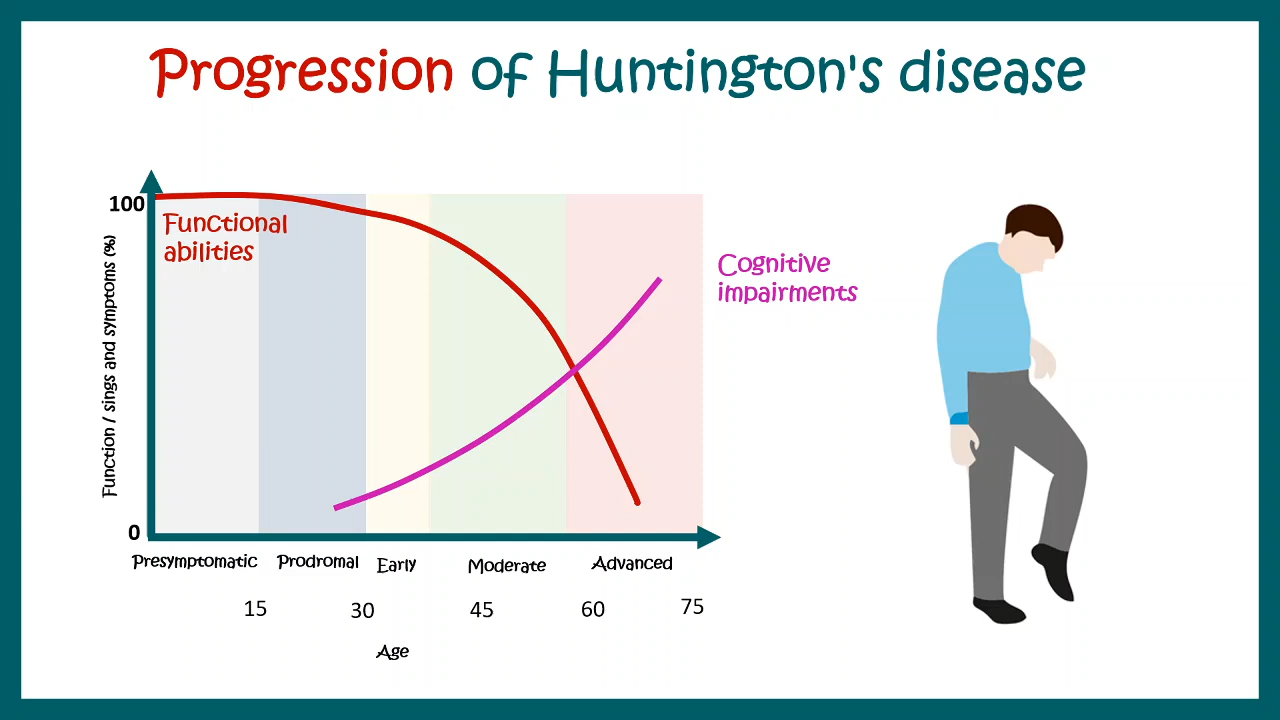 Progression of Huntington's disease
100
Functional
abilities
Cognitive
impairments
Function / sings and symptoms (%)
0
Presymptomatic Prodromal Early Moderate Advanced
15 30 45 60 75
Age